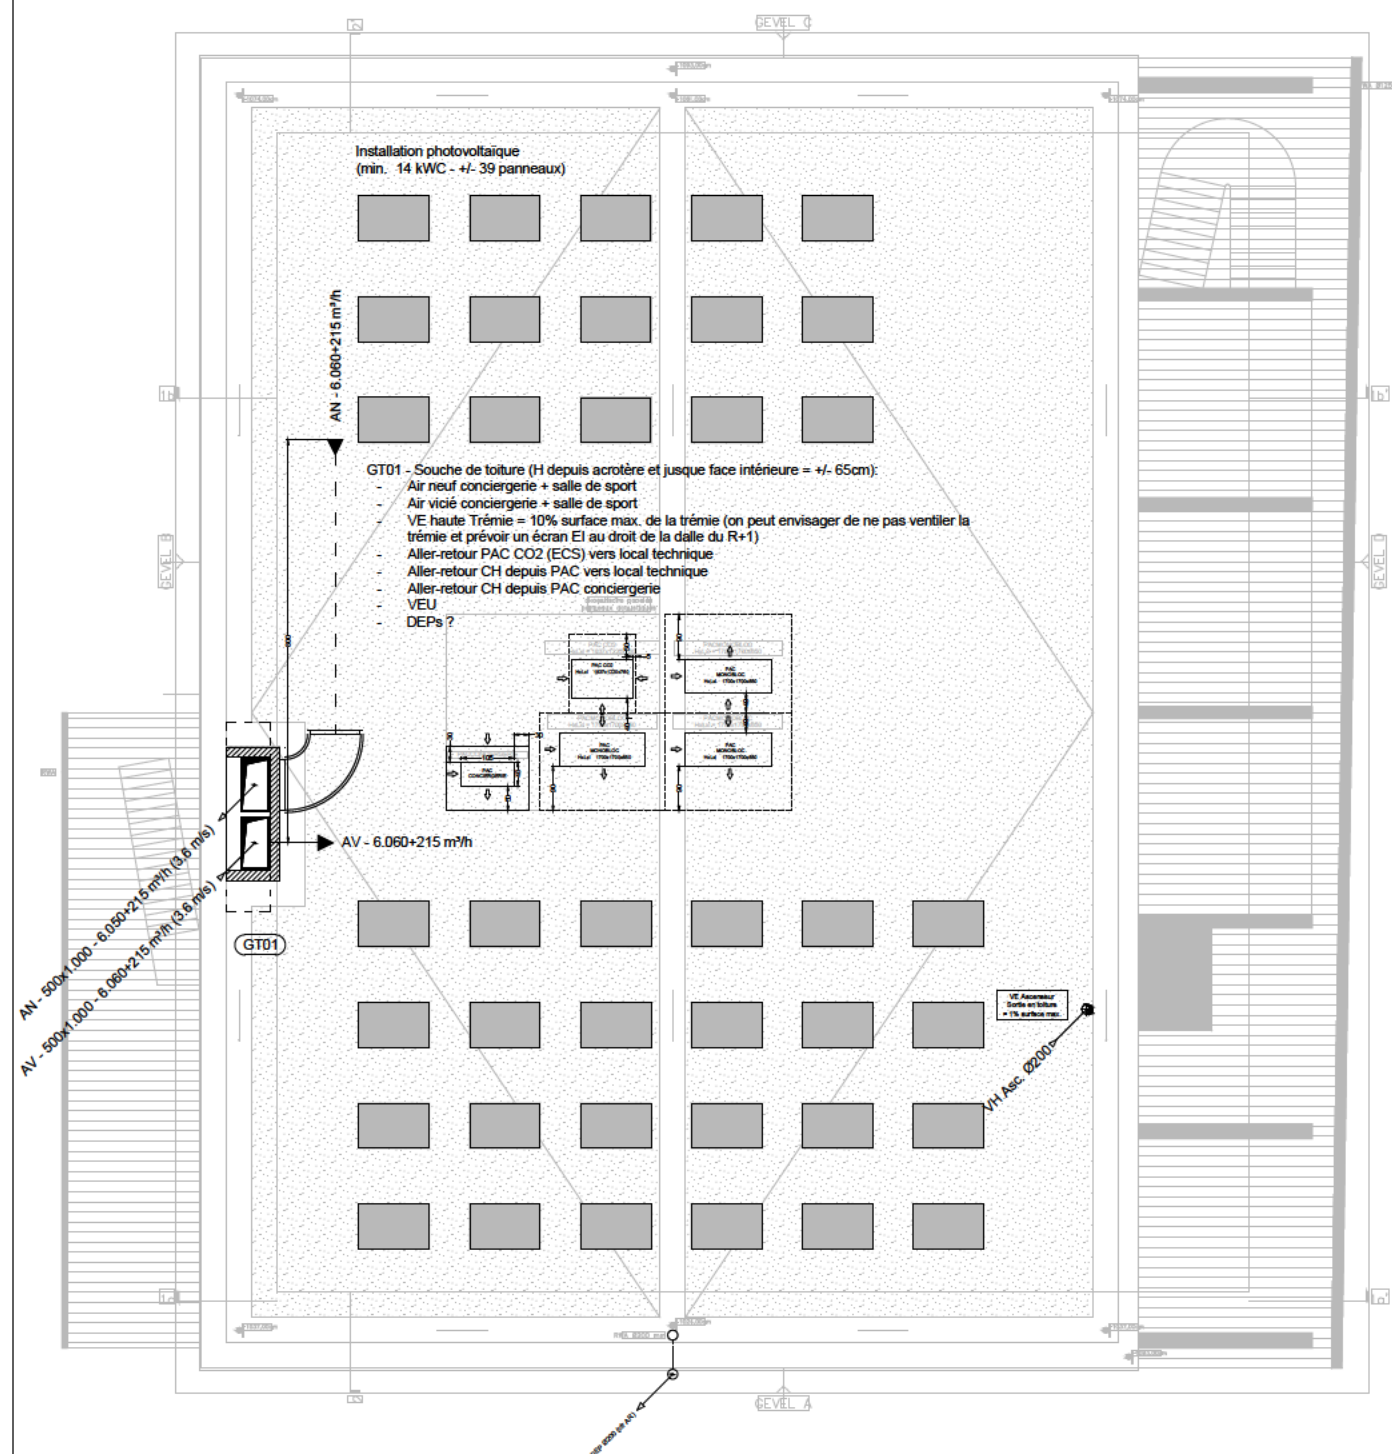 GEVEL C
Installation photovoltaïque
(min. 14 kWC - +/- 39 panneaux)
AN - 6.060+215 m³/h
1b
1b'
GT01 - Souche de toiture (H depuis acrotère et jusque face intérieure = +/- 65cm):
- Air neuf conciergerie + salle de sport
- Air vicié conciergerie + salle de sport
- VE haute Trémie = 10% surface max. de la trémie (on peut envisager de ne pas ventiler la
trémie et prévoir un écran EI au droit de la dalle du R+1)
- Aller-retour PAC CO2 (ECS) vers local technique
- Aller-retour CH depuis PAC vers local technique
- Aller-retour CH depuis PAC conciergerie
- VEU
- DEPs ?
GEVEL B
GEVEL D
PAC CO2
PAC
MONOBLOC
PAC
MONOBLOC
PAC
MONOBLOC
105
PAC
CONCIERGERIE
AV - 6.060+215 m³/h
AN - 500x1.000 - 6.050+215 m³/h (3.6 m/s)
AV - 500x1.000 - 6.060+215 m³/h (3.6 m/s)
GT01
VE Ascenseur
Sortie en toiture
= 1% surface max.
VH Asc. Ø200
GEVEL A